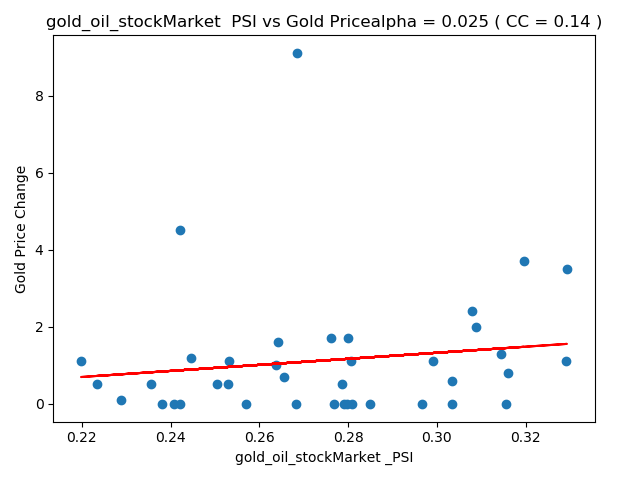 gold_oil_stockMarket  PSI vs Gold Pricealpha = 0.025 ( CC = 0.14 )
8
6
4
2
0
Gold Price Change
0.22 0.24 0.26 0.28 0.30 0.32
gold_oil_stockMarket _PSI